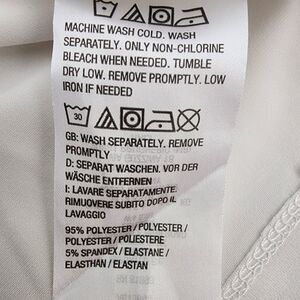 MACHINE WASH COLD. WASH
SEPARATELY. ONLY NON-CHLORINE
BLEACH WHEN NEEDED. TUMBLE
DRY LOW. REMOVE PROMPTLY. LOW
IRON IF NEEDED
30
GB: WASH SEPARATELY. REMOVE
PROMPTLY
D: SEPARAT WASCHEN. VOR DER
WÄSCHE ENTFERNEN
I: LAVARE SEPARATAMENTE.
RIMUOVERE SUBITO DOPO IL
LAVAGGIO
95% POLYESTER / POLYESTER /
POLYESTER / POLIESTERE
5% SPANDEX / ELASTANE /
ELASTHAN / ELASTAN